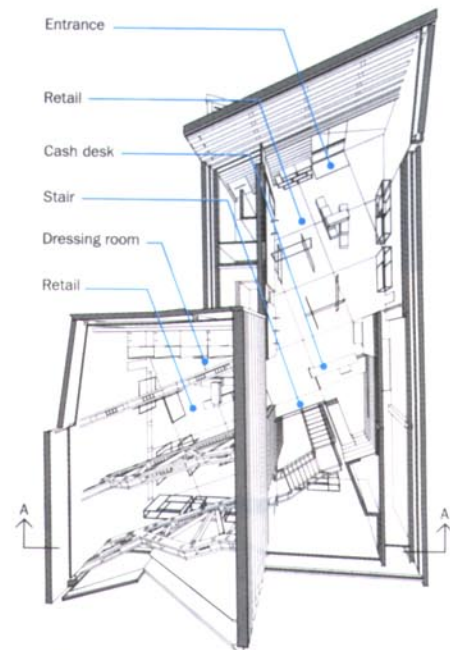 Entrance
Retail
Cash desk
Stair
Dressing room
Retail
A
A